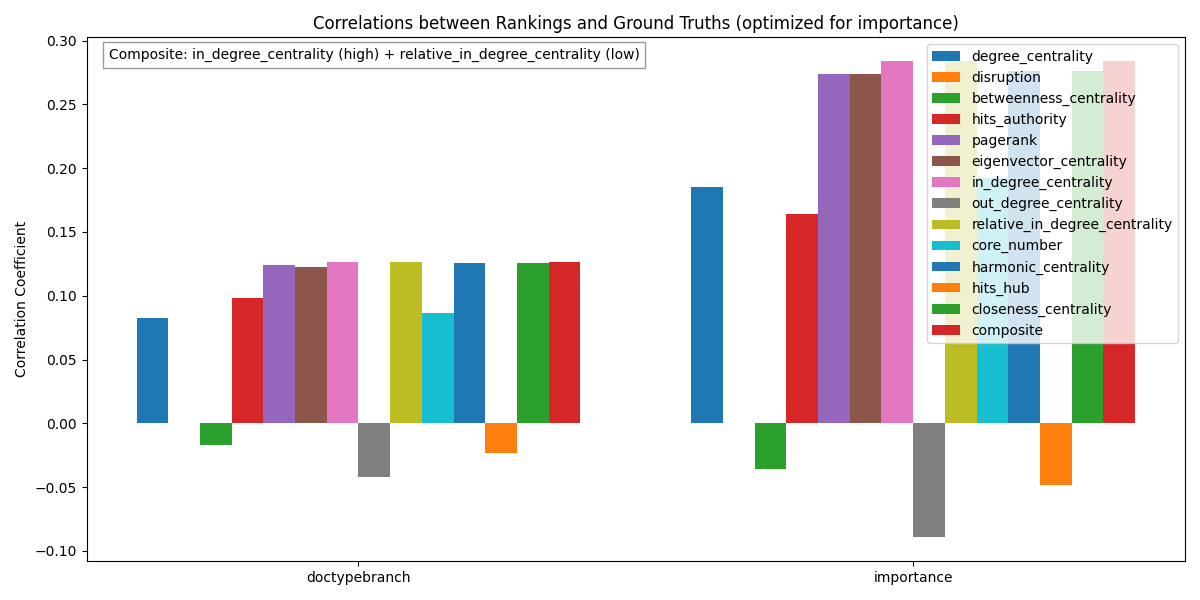 Correlations between Rankings and Ground Truths (optimized for importance)
Composite: in_degree_centrality (high) + relative_in_degree_centrality (low)
degree_centrality
disruption
betweenness_centrality
hits_authority
pagerank
eigenvector_centrality
in_degree_centrality
out_degree_centrality
relative_in_degree_centrality
core_number
harmonic_centrality
hits_hub
closeness_centrality
composite
Correlation Coefficient
0.30
0.25
0.20
0.15
0.10
0.05
0.00
−0.05
−0.10
doctypebranch
importance